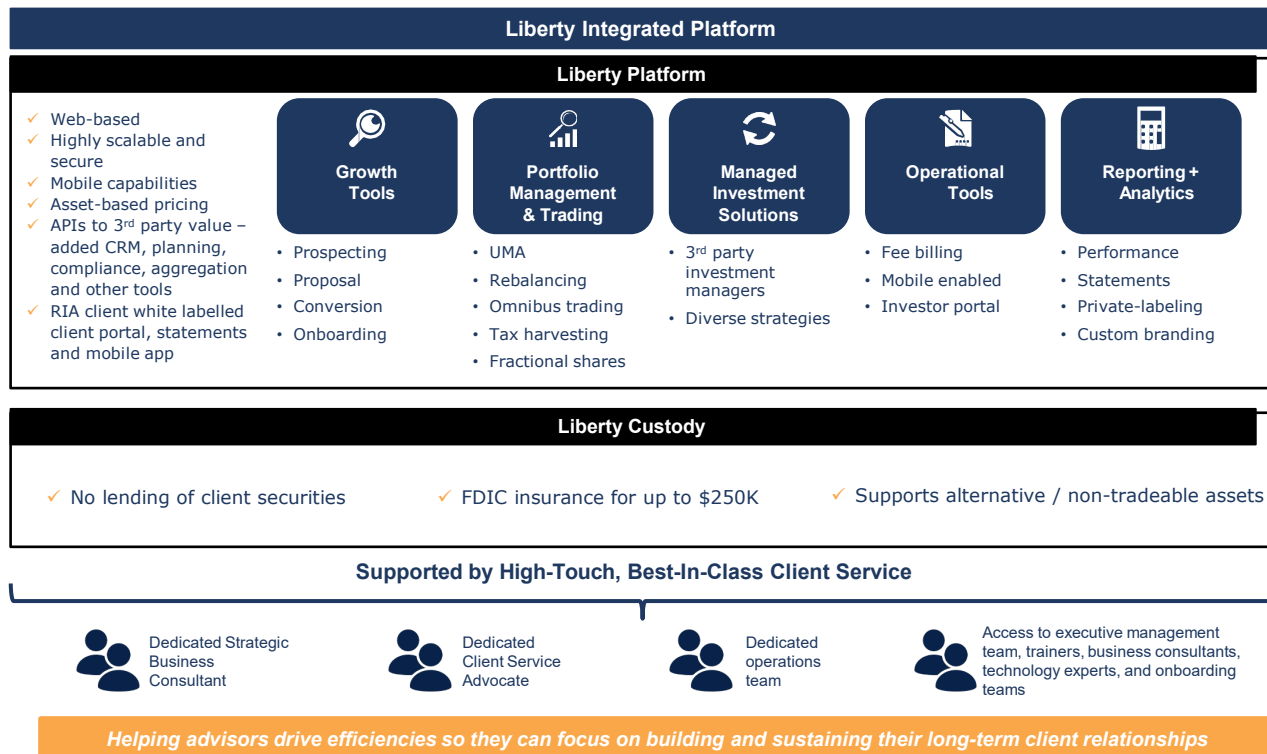 Liberty Integrated Platform
Liberty Platform
✓ Web-based
✓ Highly scalable and
secure
✓ Mobile capabilities
✓ Asset-based pricing
✓ APIs to 3rd party value –
added CRM, planning,
compliance, aggregation
and other tools
✓ RIA client white labelled
client portal, statements
and mobile app
Growth
Tools
• Prospecting
• Proposal
• Conversion
• Onboarding
Portfolio
Management
& Trading
• UMA
• Rebalancing
• Omnibus trading
• Tax harvesting
• Fractional shares
Managed
Investment
Solutions
• 3rd party
investment
managers
• Diverse strategies
Operational
Tools
• Fee billing
• Mobile enabled
• Investor portal
Reporting +
Analytics
• Performance
• Statements
• Private-labeling
• Custom branding
Liberty Custody
✓ No lending of client securities
✓ FDIC insurance for up to $250K
✓ Supports alternative / non-tradeable assets
Supported by High-Touch, Best-In-Class Client Service
Dedicated Strategic
Business
Consultant
Dedicated
Client Service
Advocate
Dedicated
operations
team
Access to executive management
team, trainers, business consultants,
technology experts, and onboarding
teams
Helping advisors drive efficiencies so they can focus on building and sustaining their long-term client relationships